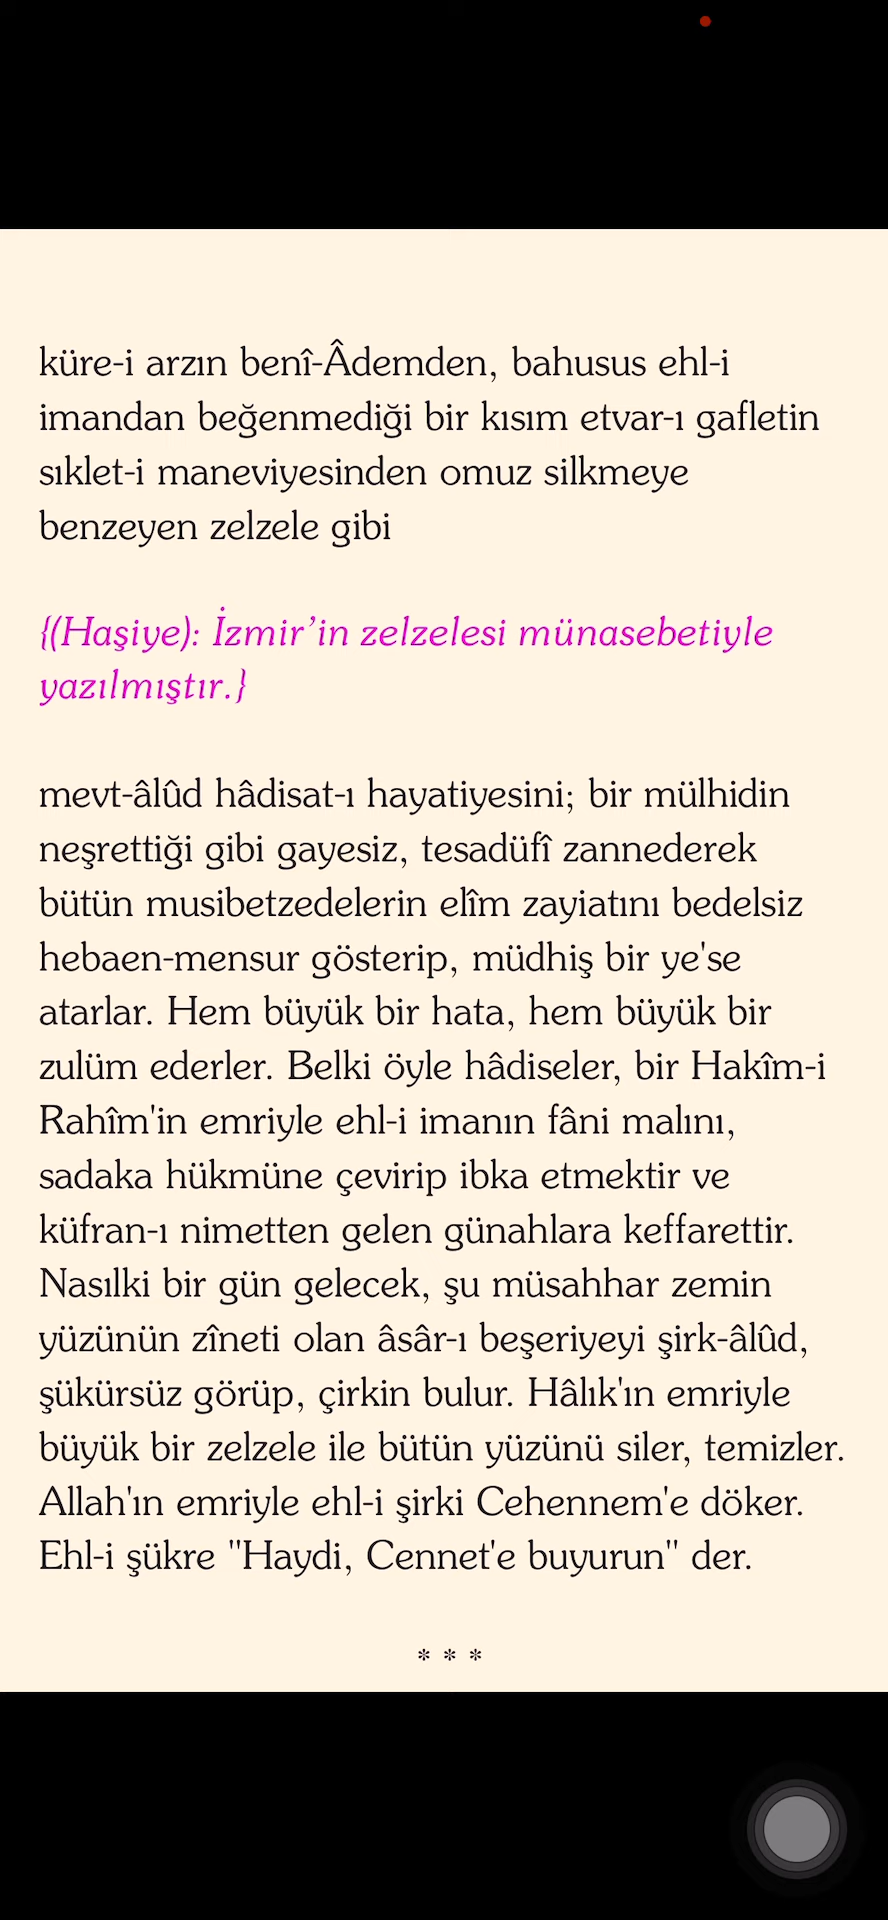 küre-i arzın benî-Âdemden, bahusus ehl-i
imandan beğenmediği bir kısım etvar-ı gafletin
sıklet-i maneviyesinden omuz silkmeye
benzeyen zelzele gibi
{(Haşiye): İzmir’in zelzelesi münasebetiyle
yazılmıştır.}
mevt-âlûd hâdisat-ı hayatiyesini; bir mülhidin
neşrettiği gibi gayesiz, tesadüfî zannederek
bütün musibetzedelerin elîm zayiatını bedelsiz
hebaen-mensur gösterip, müdhiş bir ye'se
atarlar. Hem büyük bir hata, hem büyük bir
zulüm ederler. Belki öyle hâdiseler, bir Hakîm-i
Rahîm'in emriyle ehl-i imanın fâni malını,
sadaka hükmüne çevirip ibka etmektir ve
küfran-ı nimetten gelen günahlara keffarettir.
Nasılki bir gün gelecek, şu müsahhar zemin
yüzünün zîneti olan âsâr-ı beşeriyeyi şirk-âlûd,
şükürsüz görüp, çirkin bulur. Hâlık'ın emriyle
büyük bir zelzele ile bütün yüzünü siler, temizler.
Allah'ın emriyle ehl-i şirki Cehennem'e döker.
Ehl-i şükre "Haydi, Cennet'e buyurun" der.
* * *